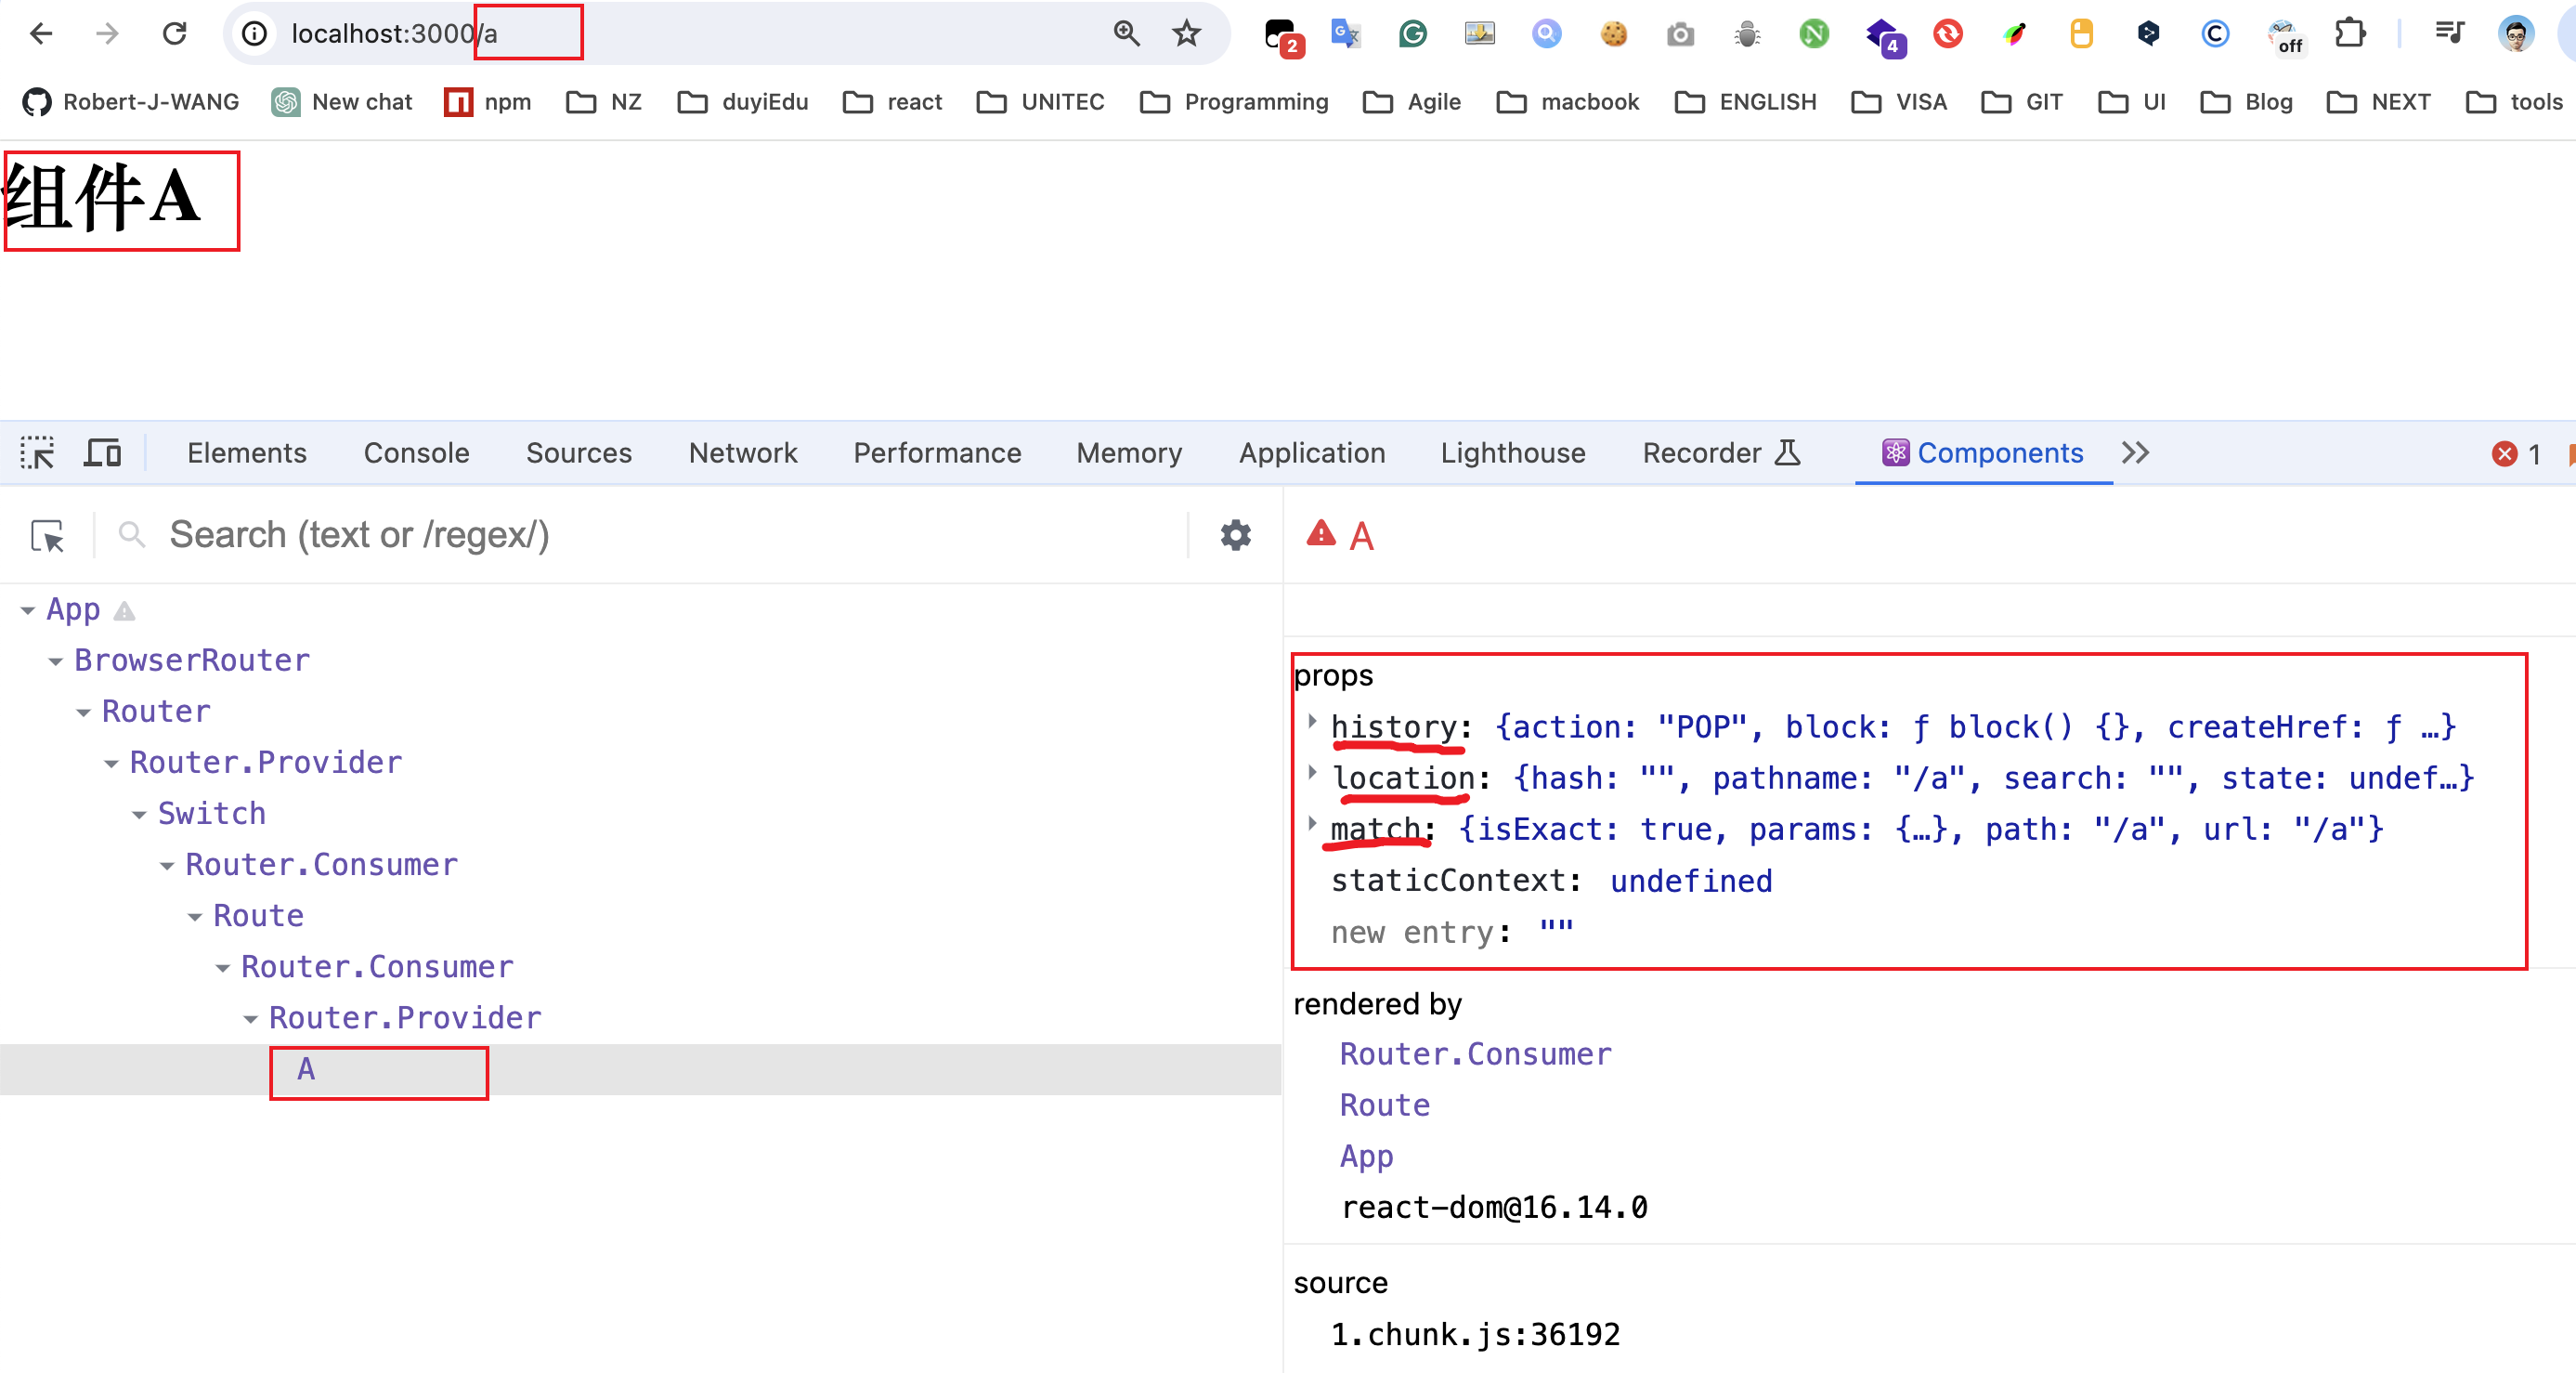 localhost:3000/a
2
4
off
Robert-J-WANG New chat npm NZ duyiEdu react UNITEC Programming Agile macbook ENGLISH VISA GIT UI Blog NEXT tools
组件A
Elements Console Sources Network Performance Memory Application Lighthouse Recorder Components 1
Search (text or /regex/)
A
App
BrowserRouter
Router
Router.Provider
Switch
Router.Consumer
Route
Router.Consumer
Router.Provider
A
props
history: {action: "POP", block: ƒ block() {}, createHref: ƒ …}
location: {hash: "", pathname: "/a", search: "", state: undef…}
match: {isExact: true, params: {…}, path: "/a", url: "/a"}
staticContext: undefined
new entry: ""
rendered by
Router.Consumer
Route
App
react-dom@16.14.0
source
1.chunk.js:36192